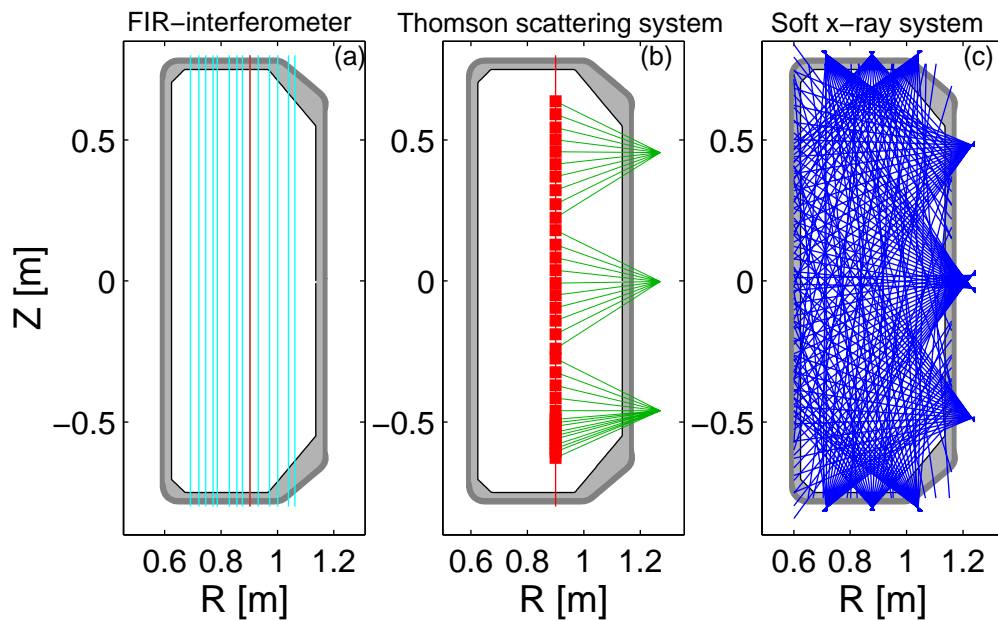 FIR−interferometer
Thomson scattering system
Soft x−ray system
(a)
(b)
(c)
0.5
0
−0.5
0.5
0
−0.5
0.5
0
−0.5
Z [m]
0.6 0.8 1 1.2
0.6 0.8 1 1.2
0.6 0.8 1 1.2
R [m]
R [m]
R [m]